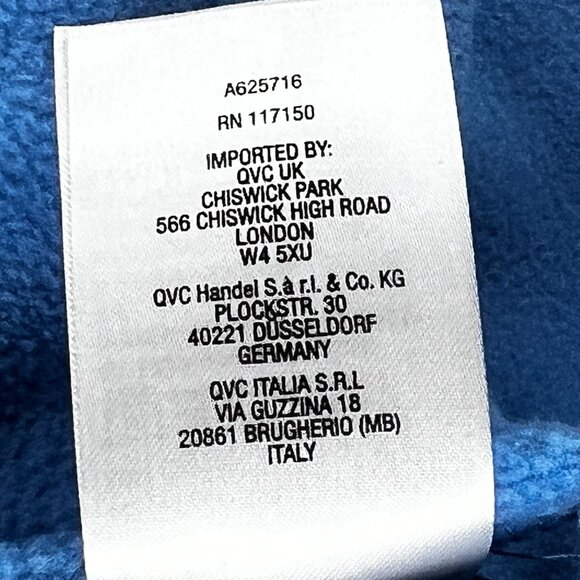 A625716
RN 117150
IMPORTED BY:
QVC UK
CHISWICK PARK
566 CHISWICK HIGH ROAD
LONDON
W4 5XU
QVC Handel S.à r.l. & Co. KG
PLOCKSTR. 30
40221 DÜSSELDORF
GERMANY
QVC ITALIA S.R.L
VIA GUZZINA 18
20861 BRUGHERIO (MB)
ITALY